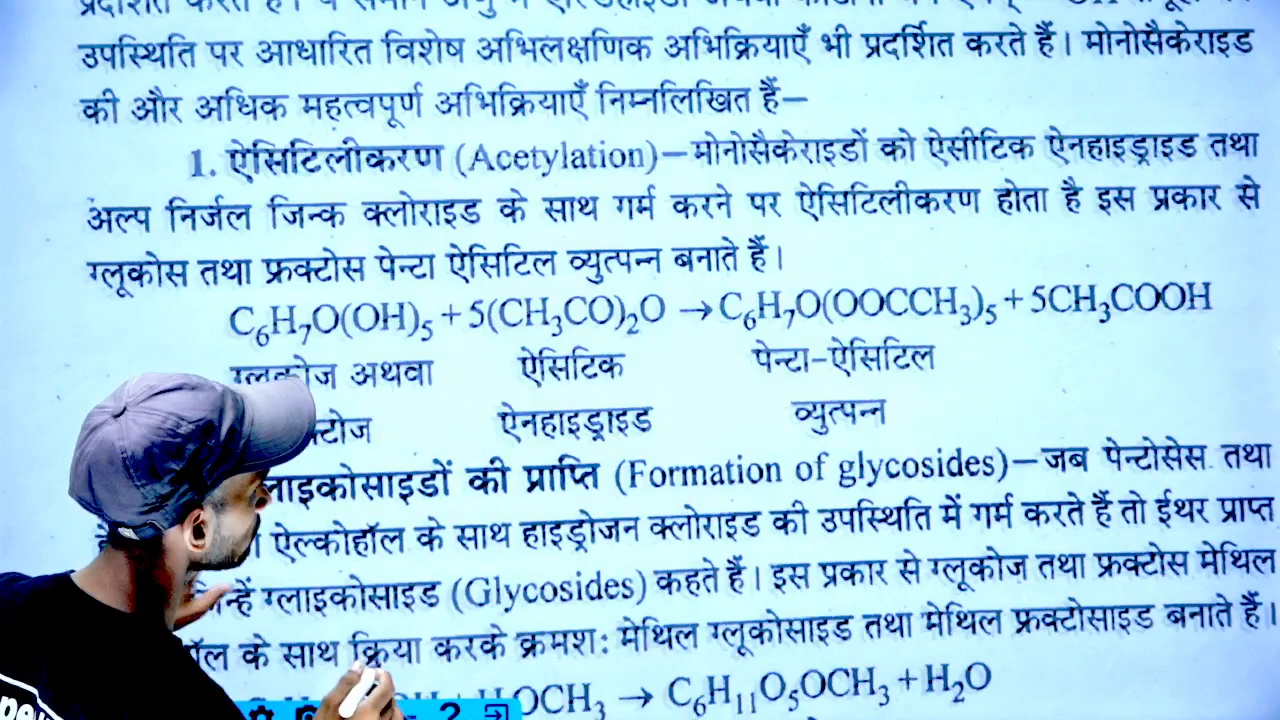 उपस्थिति पर आधारित विशेष अभिलक्षणिक अभिक्रियाएँ भी प्रदर्शित करते हैं। मोनोसैकेराइड
की और अधिक महत्वपूर्ण अभिक्रियाएँ निम्नलिखित हैं–
1. ऐसिटिलीकरण (Acetylation)–मोनोसैकेराइडों को ऐसीटिक ऐनहाइड्राइड तथा
अल्प निर्जल जिन्क क्लोराइड के साथ गर्म करने पर ऐसिटिलीकरण होता है इस प्रकार से
ग्लूकोस तथा फ्रक्टोस पेन्टा ऐसिटिल व्युत्पन्न बनाते हैं।
C₆H₇O(OH)₅ + 5(CH₃CO)₂O → C₆H₇O(OOCCH₃)₅ + 5CH₃COOH
अथवा ऐसिटिक पेन्टा-ऐसिटिल
क्टोज ऐनहाइड्राइड व्युत्पन्न
लाइकोसाइडों की प्राप्ति (Formation of glycosides)–जब पेन्टोसेस तथा
ऐल्कोहॉल के साथ हाइड्रोजन क्लोराइड की उपस्थिति में गर्म करते हैं तो ईथर प्राप्त
ग्लाइकोसाइड (Glycosides) कहते हैं। इस प्रकार से ग्लूकोज तथा फ्रक्टोस मेथिल
के साथ क्रिया करके क्रमश: मेथिल ग्लूकोसाइड तथा मेथिल फ्रक्टोसाइड बनाते हैं।
OCH₃ → C₆H₁₁O₅OCH₃ + H₂O